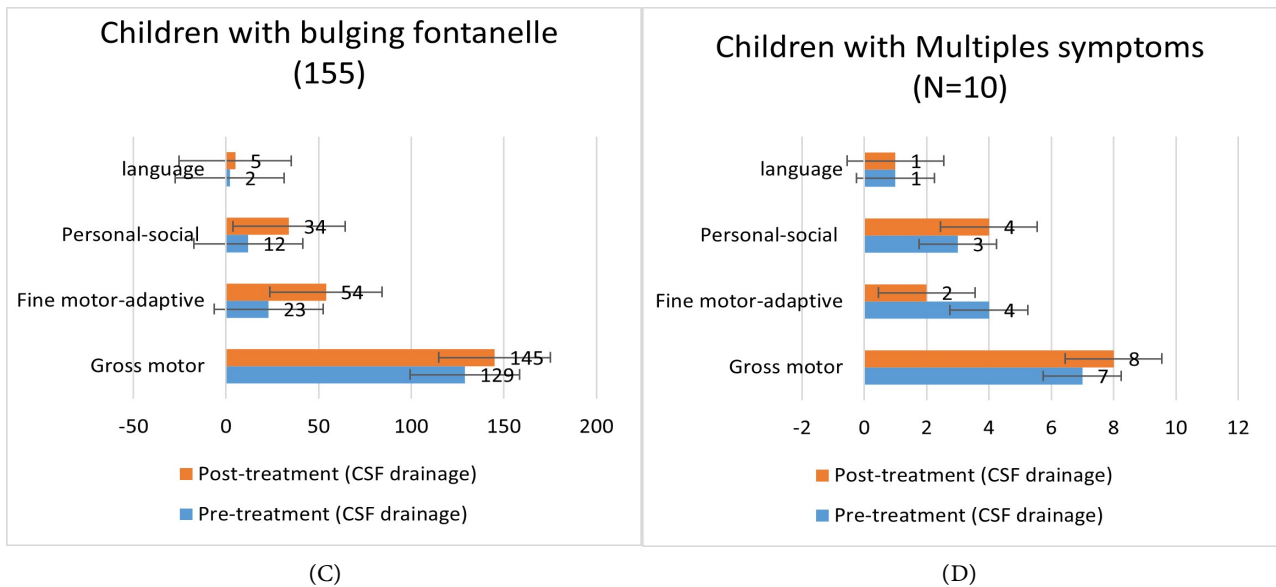 Children with bulging fontanelle
(155)
language
5
2
Personal-social
34
12
Fine motor-adaptive
54
23
Gross motor
145
129
-50
0
50
100
150
200
Post-treatment (CSF drainage)
Pre-treatment (CSF drainage)
(C)
Children with Multiples symptoms
(N=10)
language
1
1
Personal-social
4
3
Fine motor-adaptive
2
4
Gross motor
8
7
-2
0
2
4
6
8
10
12
Post-treatment (CSF drainage)
Pre-treatment (CSF drainage)
(D)